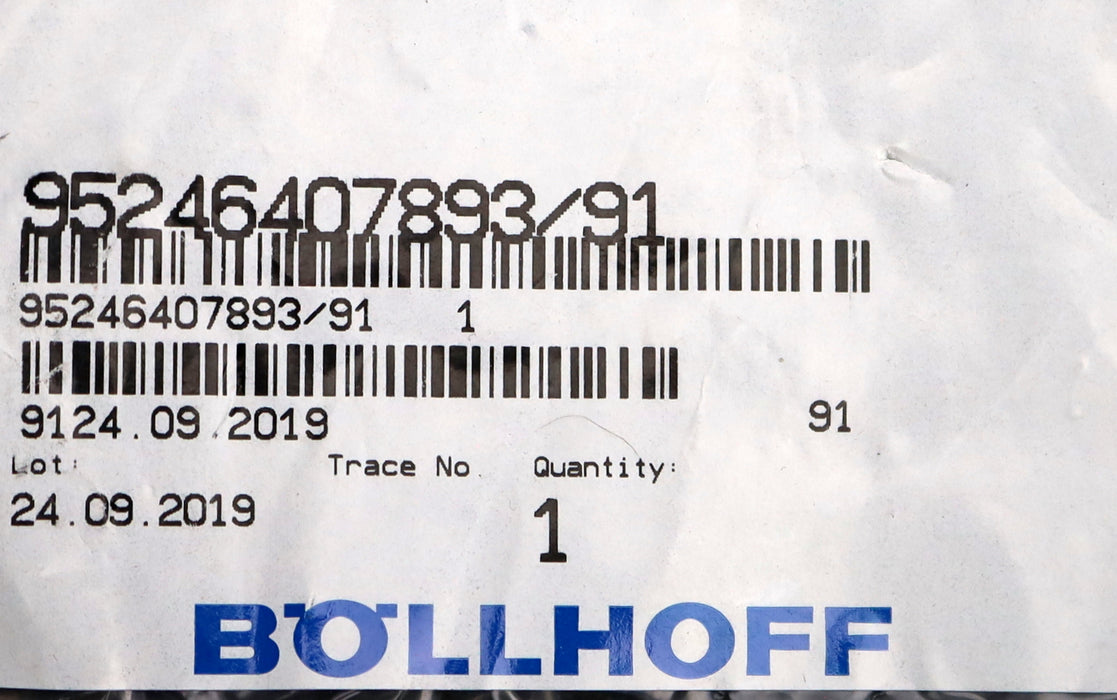 95246407893/91
95246407893/91 1
9124.09.2019
91
Lot: Trace No. Quantity:
24.09.2019 1
BÖLLHOFF